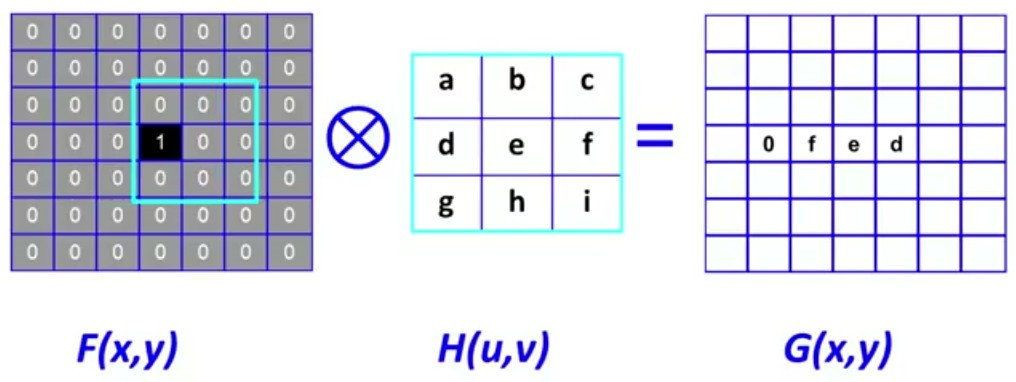 0 0 0 0 0 0 0
0 0 0 0 0 0 0
0 0 0 0 0 0 0
0 0 0 1 0 0 0
0 0 0 0 0 0 0
0 0 0 0 0 0 0
0 0 0 0 0 0 0
⊗
a b c
d e f
g h i
=
0 f e d
F(x,y)
H(u,v)
G(x,y)